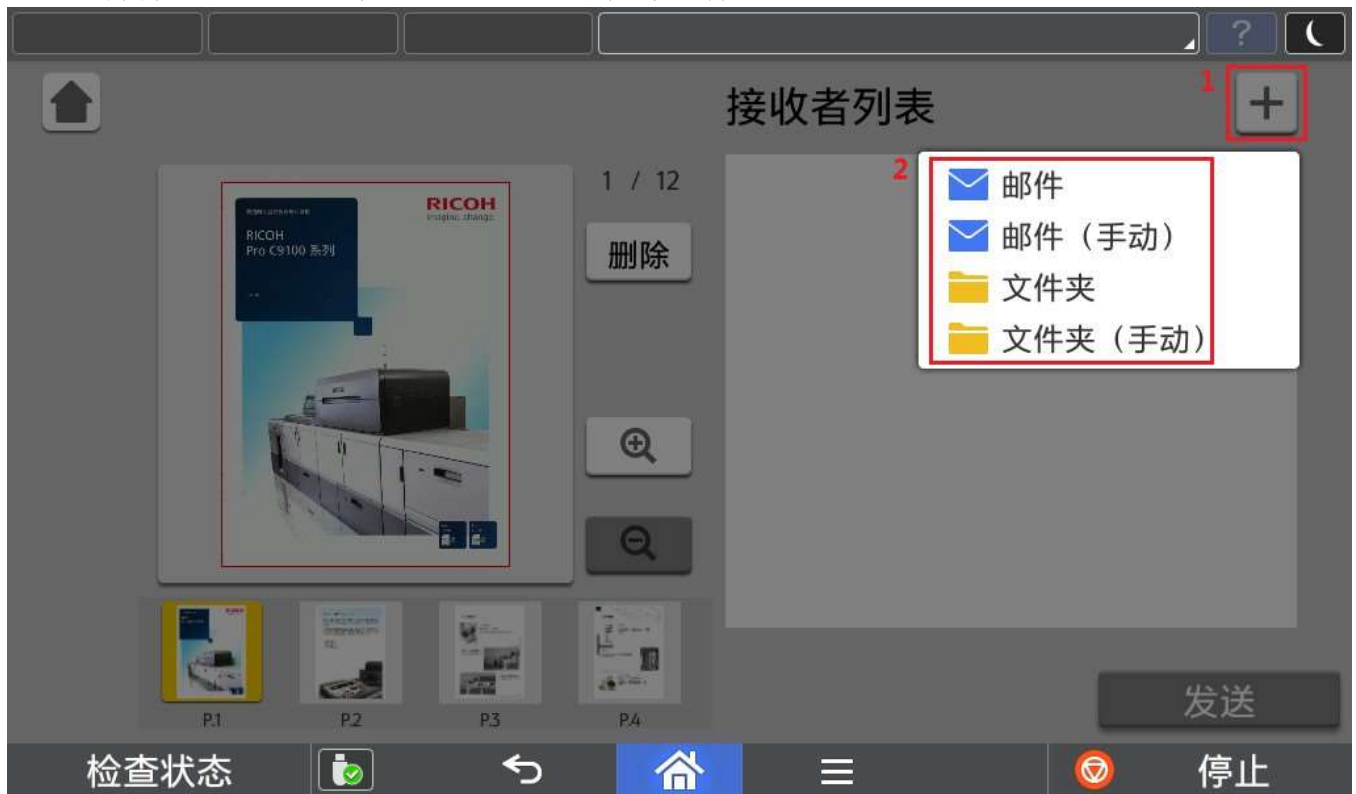 ?
接收者列表
1
+
2
邮件
邮件（手动）
文件夹
文件夹（手动）
1 / 12
删除
RICOH
imagine. change.
RICOH
Pro C9100 系列
P.1
P.2
P.3
P.4
发送
检查状态
停止